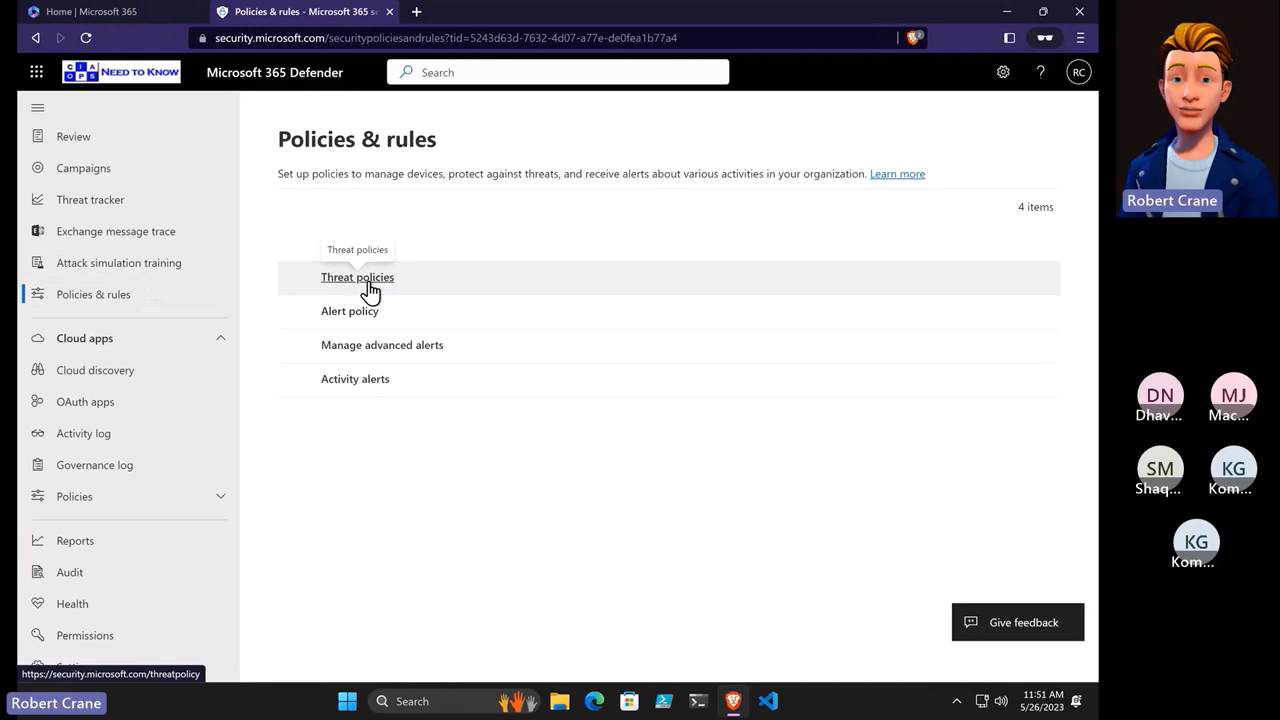 Home | Microsoft 365
Policies & rules - Microsoft 365 se
security.microsoft.com/securitypoliciesandrules?tid=5243d63d-7632-4d07-a77e-de0fea1b77a4
2
CIAOPS NEED TO KNOW
Microsoft 365 Defender
Search
RC
Review
Campaigns
Threat tracker
Exchange message trace
Attack simulation training
Policies & rules
Cloud apps
Cloud discovery
OAuth apps
Activity log
Governance log
Policies
Reports
Audit
Health
Permissions
https://security.microsoft.com/threatpolicy
Policies & rules
Set up policies to manage devices, protect against threats, and receive alerts about various activities in your organization. Learn more
4 items
Threat policies
Threat policies
Alert policy
Manage advanced alerts
Activity alerts
Give feedback
Robert Crane
Search
11:51 AM
5/26/2023
Robert Crane
DN
Dhav...
MJ
Mac...
SM
Shaq...
KG
Kom...
KG
Kom...